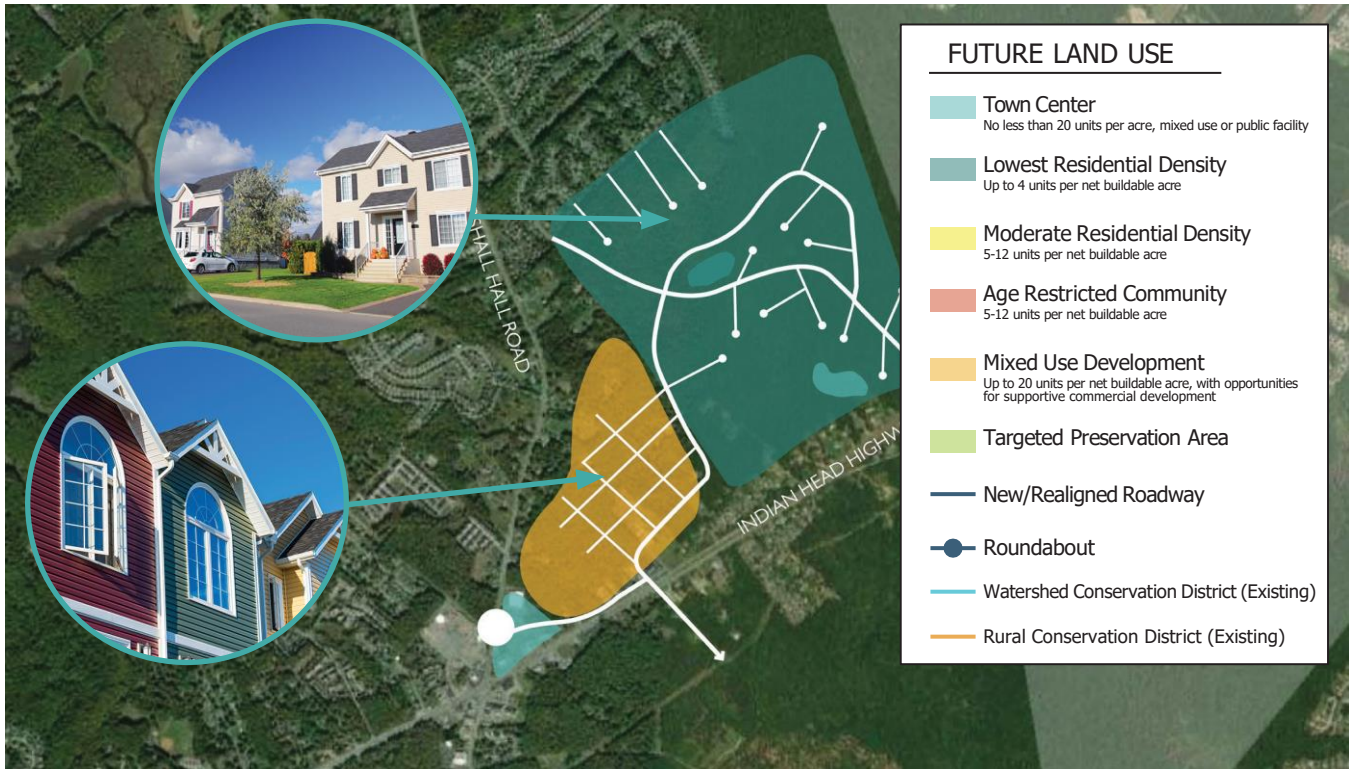 SHALL HALL ROAD
INDIAN HEAD HIGHW
FUTURE LAND USE
Town Center
No less than 20 units per acre, mixed use or public facility
Lowest Residential Density
Up to 4 units per net buildable acre
Moderate Residential Density
5-12 units per net buildable acre
Age Restricted Community
5-12 units per net buildable acre
Mixed Use Development
Up to 20 units per net buildable acre, with opportunities
for supportive commercial development
Targeted Preservation Area
New/Realigned Roadway
Roundabout
Watershed Conservation District (Existing)
Rural Conservation District (Existing)